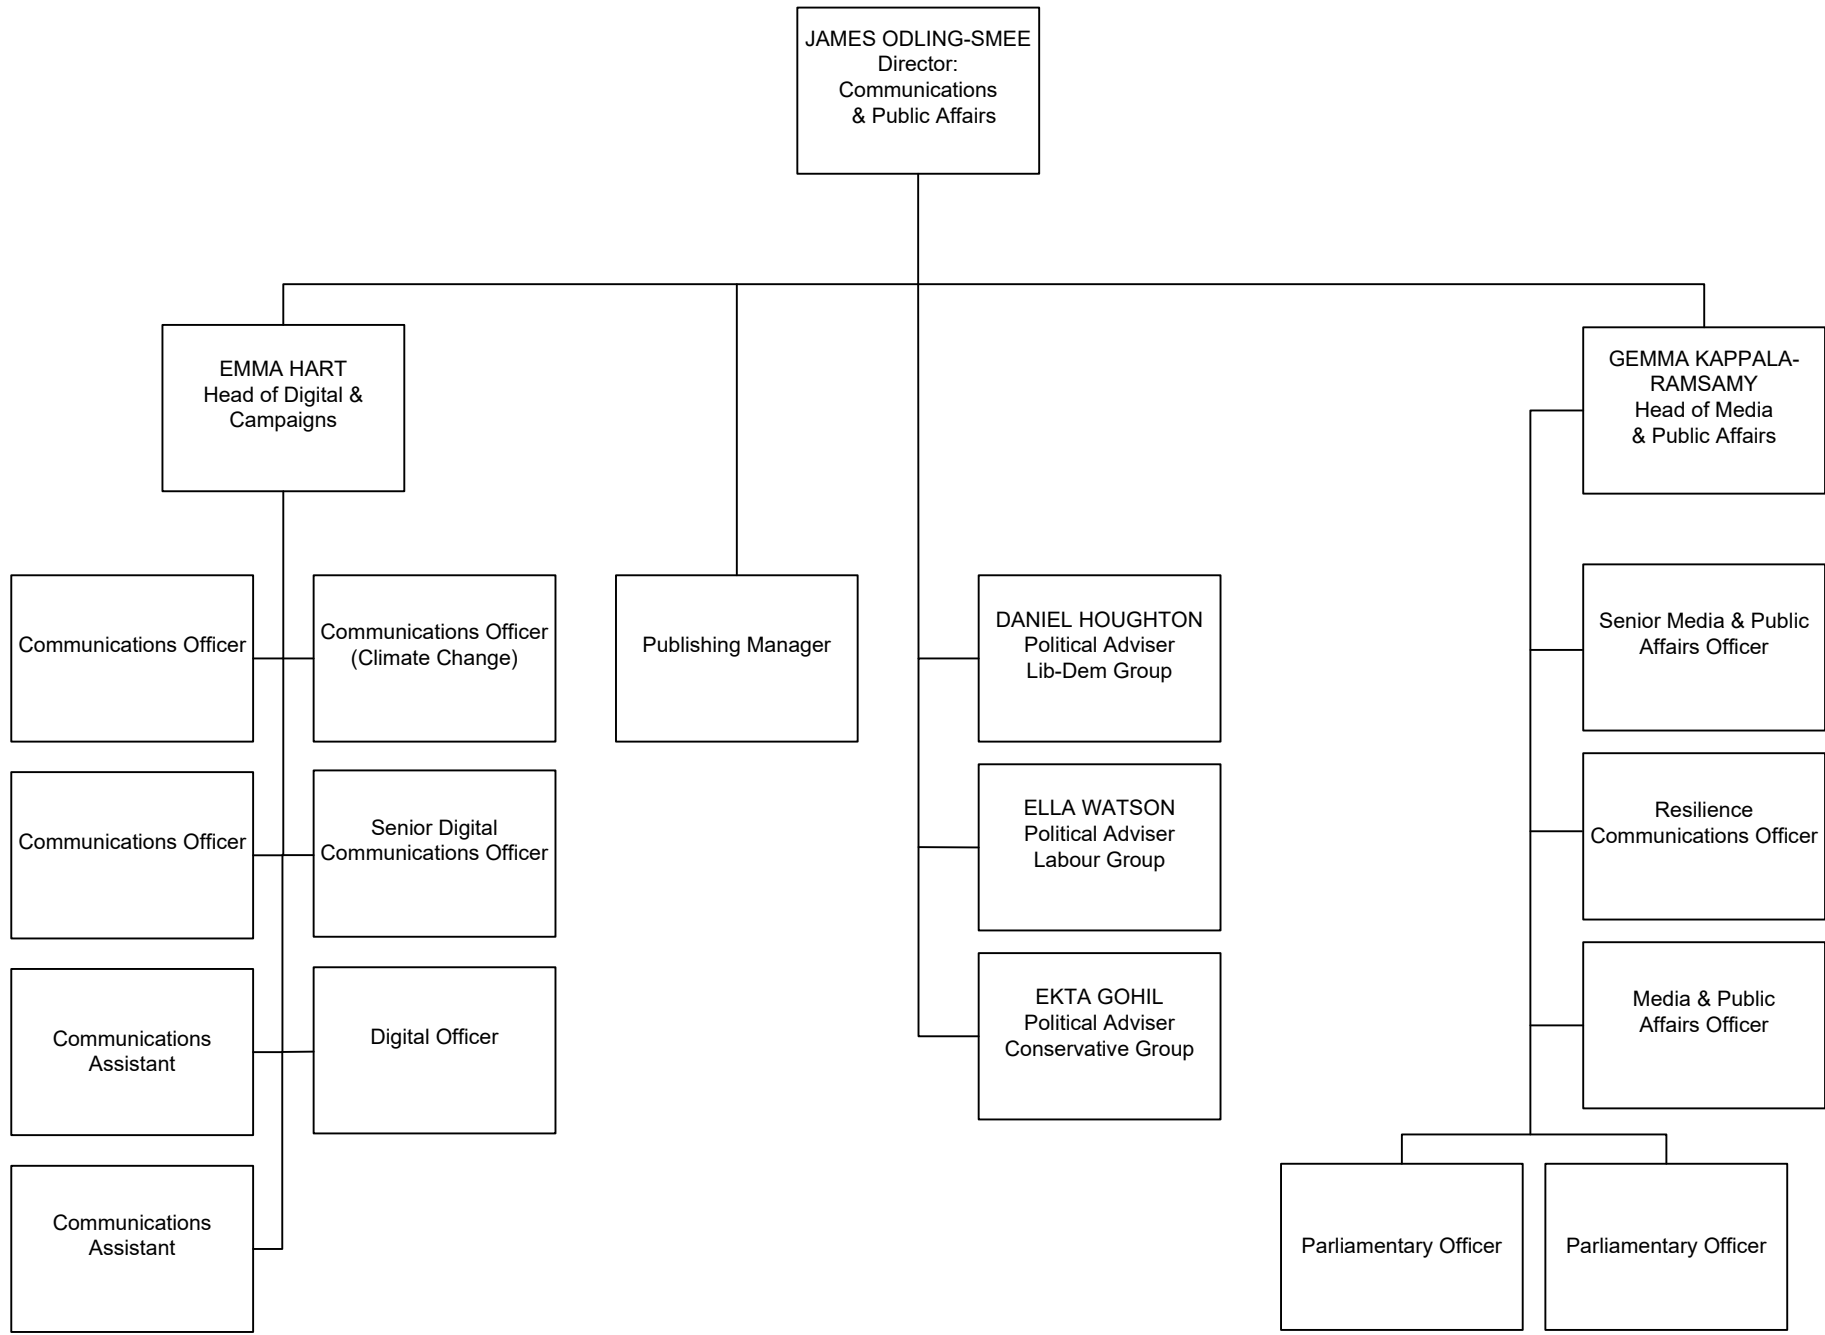 JAMES ODLING-SMEE
Director:
Communications
& Public Affairs
EMMA HART
Head of Digital &
Campaigns
GEMMA KAPPALA-
RAMSAMY
Head of Media
& Public Affairs
Communications Officer
Communications Officer
(Climate Change)
Publishing Manager
DANIEL HOUGHTON
Political Adviser
Lib-Dem Group
Senior Media & Public
Affairs Officer
Communications Officer
Senior Digital
Communications Officer
ELLA WATSON
Political Adviser
Labour Group
Resilience
Communications Officer
Communications
Assistant
Digital Officer
EKTA GOHIL
Political Adviser
Conservative Group
Media & Public
Affairs Officer
Communications
Assistant
Parliamentary Officer
Parliamentary Officer